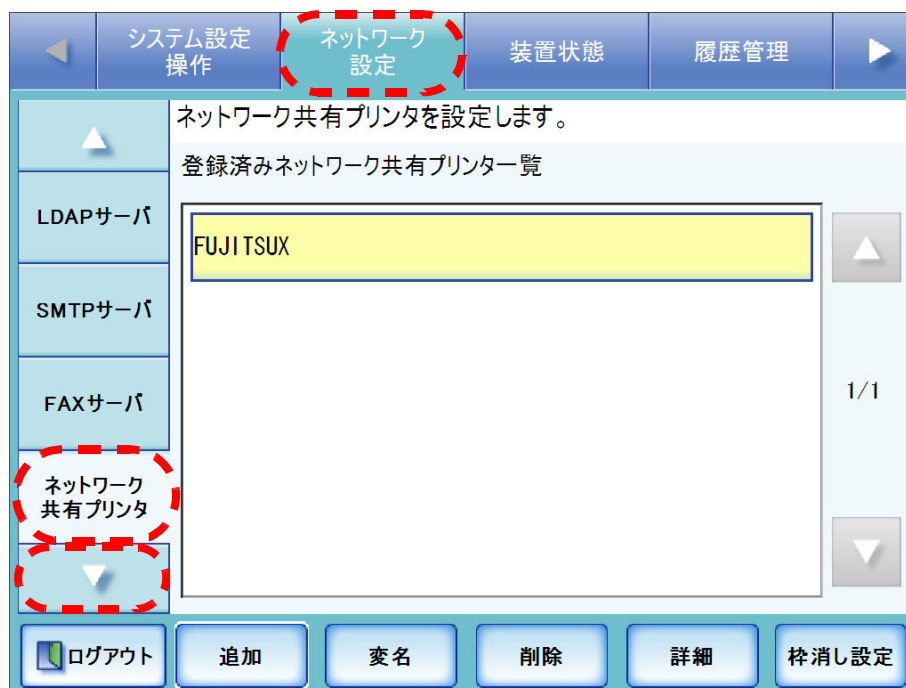 システム設定
操作
ネットワーク
設定
装置状態
履歴管理
ネットワーク共有プリンタを設定します。
登録済みネットワーク共有プリンター覧
LDAPサーバ
SMTPサーバ
FAXサーバ
ネットワーク
共有プリンタ
FUJITSUX
1/1
ログアウト
追加
変名
削除
詳細
枠消し設定